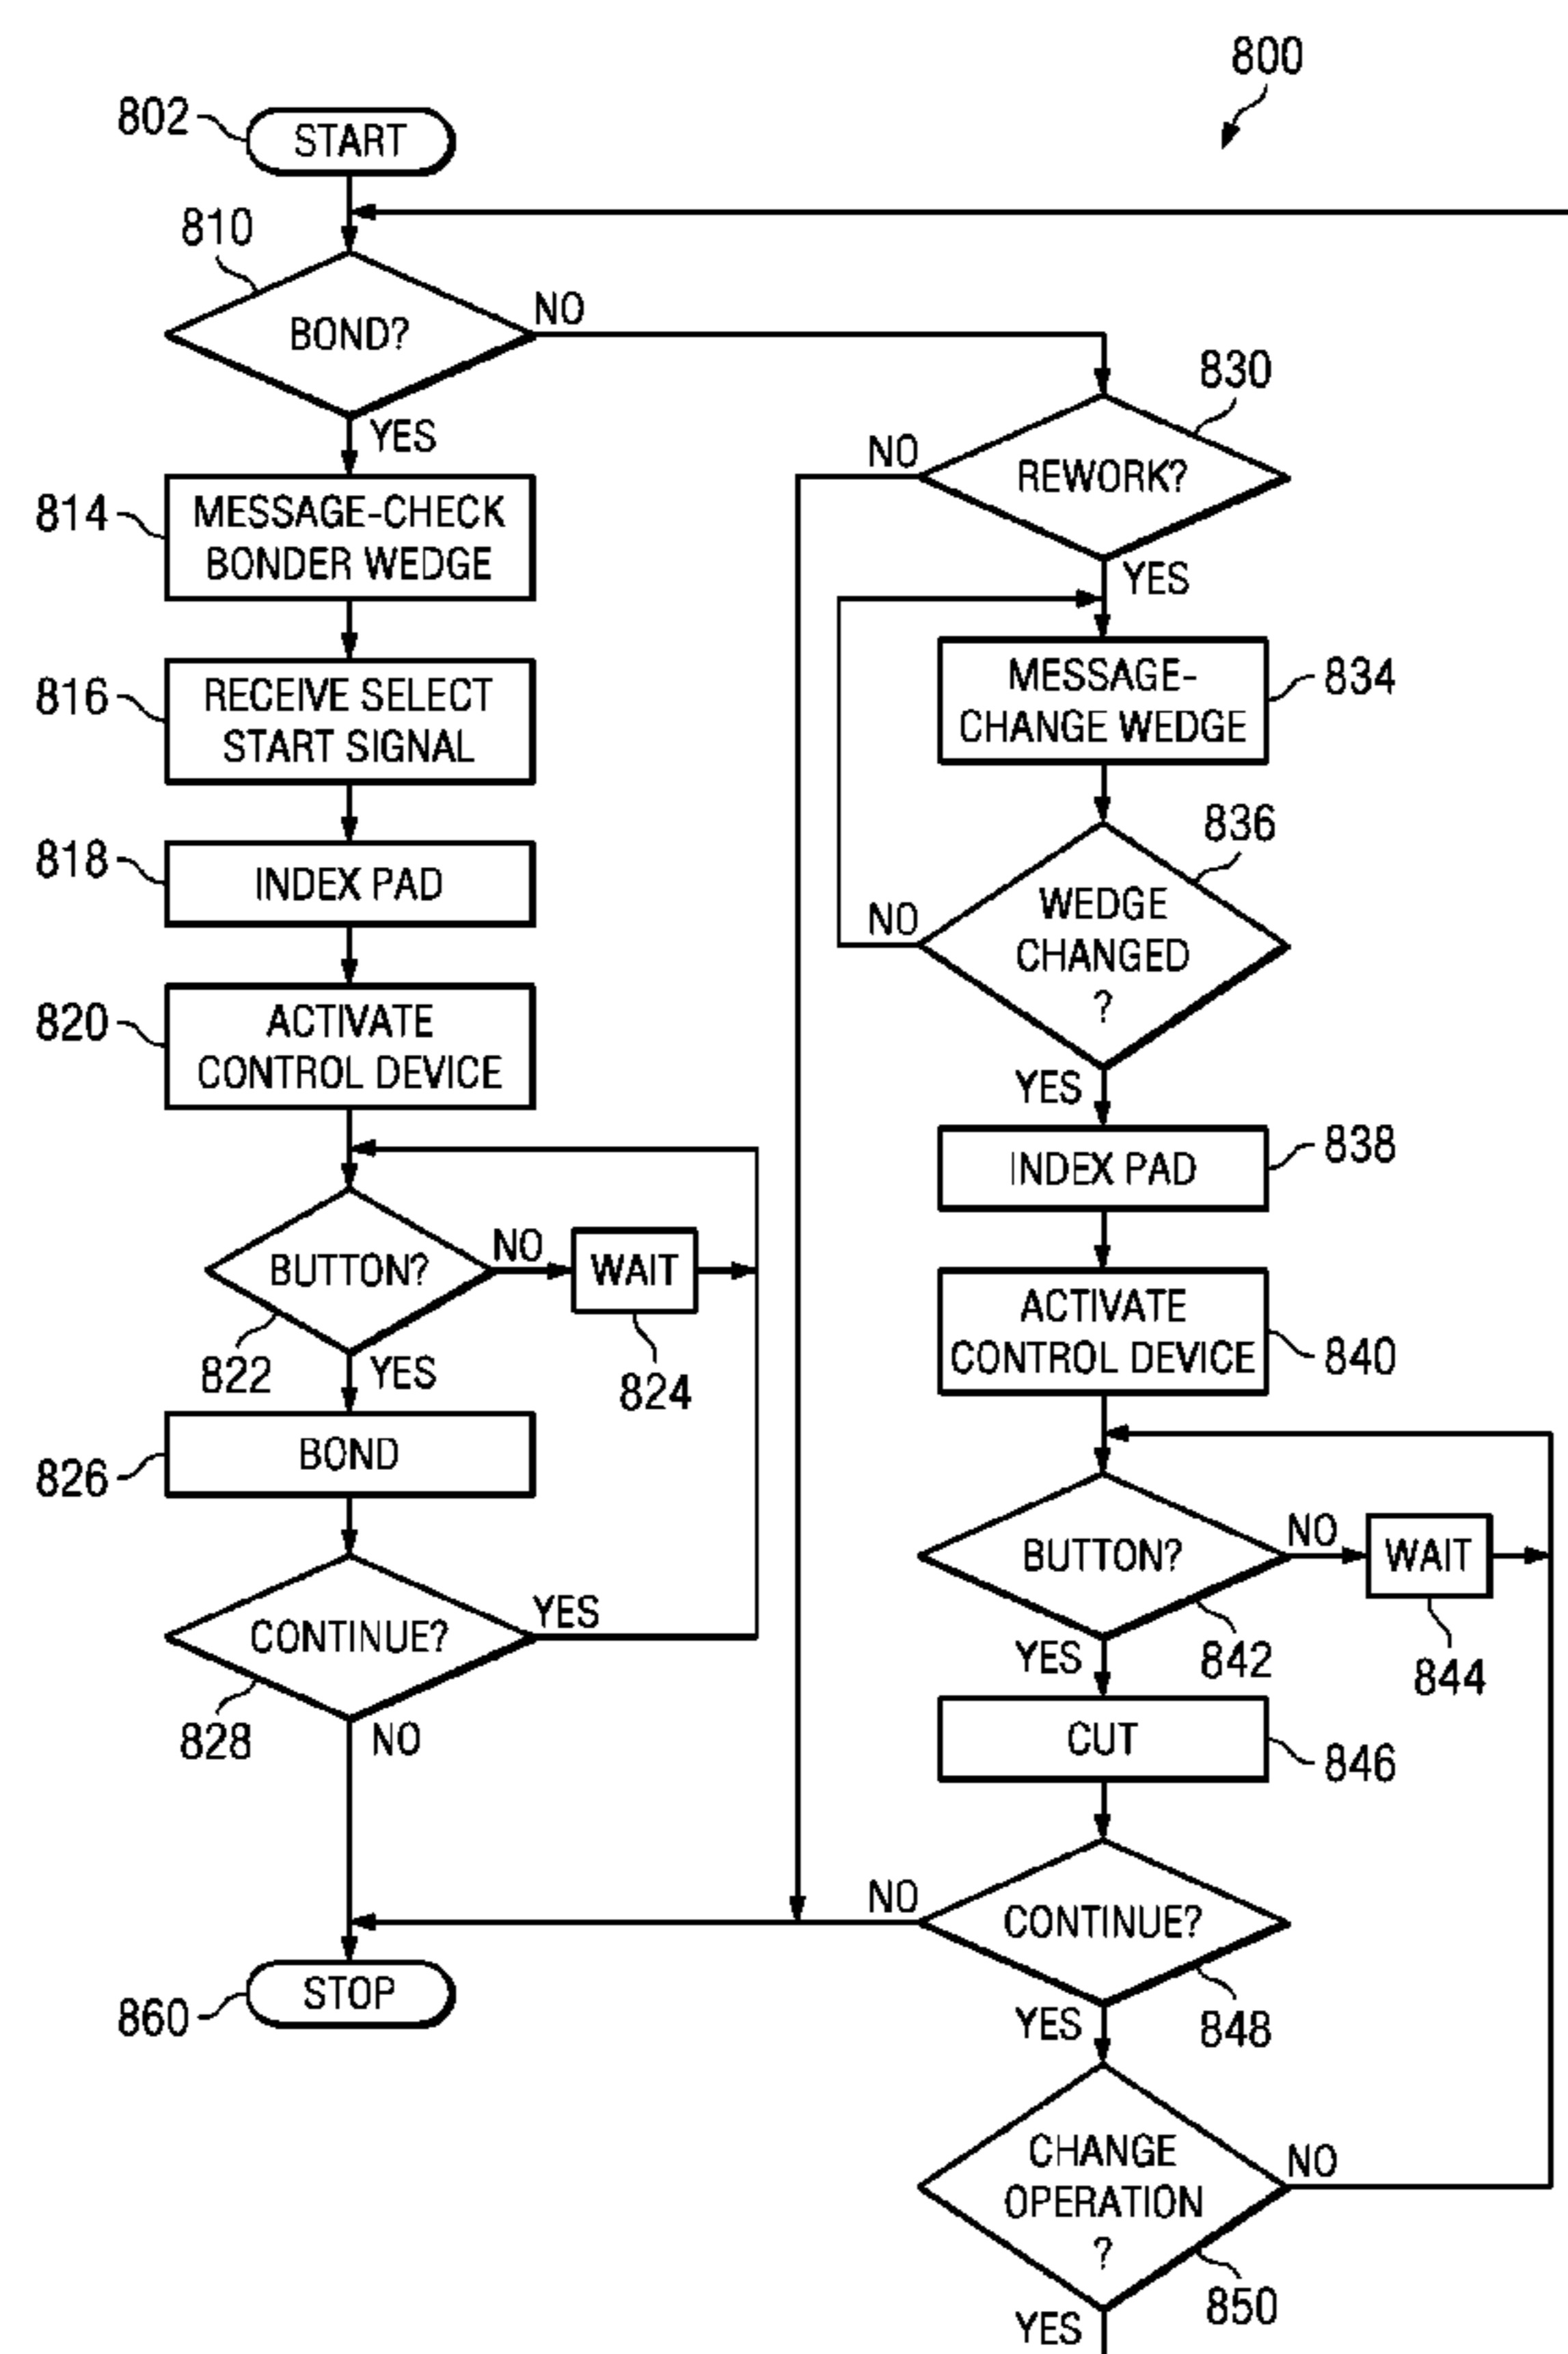 800
802
START
810
BOND?
NO
YES
814
MESSAGE-CHECK
BONDER WEDGE
816
RECEIVE SELECT
START SIGNAL
818
INDEX PAD
820
ACTIVATE
CONTROL DEVICE
BUTTON?
NO
WAIT
822
YES
824
826
BOND
CONTINUE?
YES
828
NO
860
STOP
830
REWORK?
NO
YES
834
MESSAGE-
CHANGE WEDGE
836
WEDGE
CHANGED
?
NO
YES
838
INDEX PAD
ACTIVATE
CONTROL DEVICE
840
BUTTON?
NO
WAIT
YES
842
844
CUT
846
NO
CONTINUE?
YES
848
CHANGE
OPERATION
?
NO
850
YES